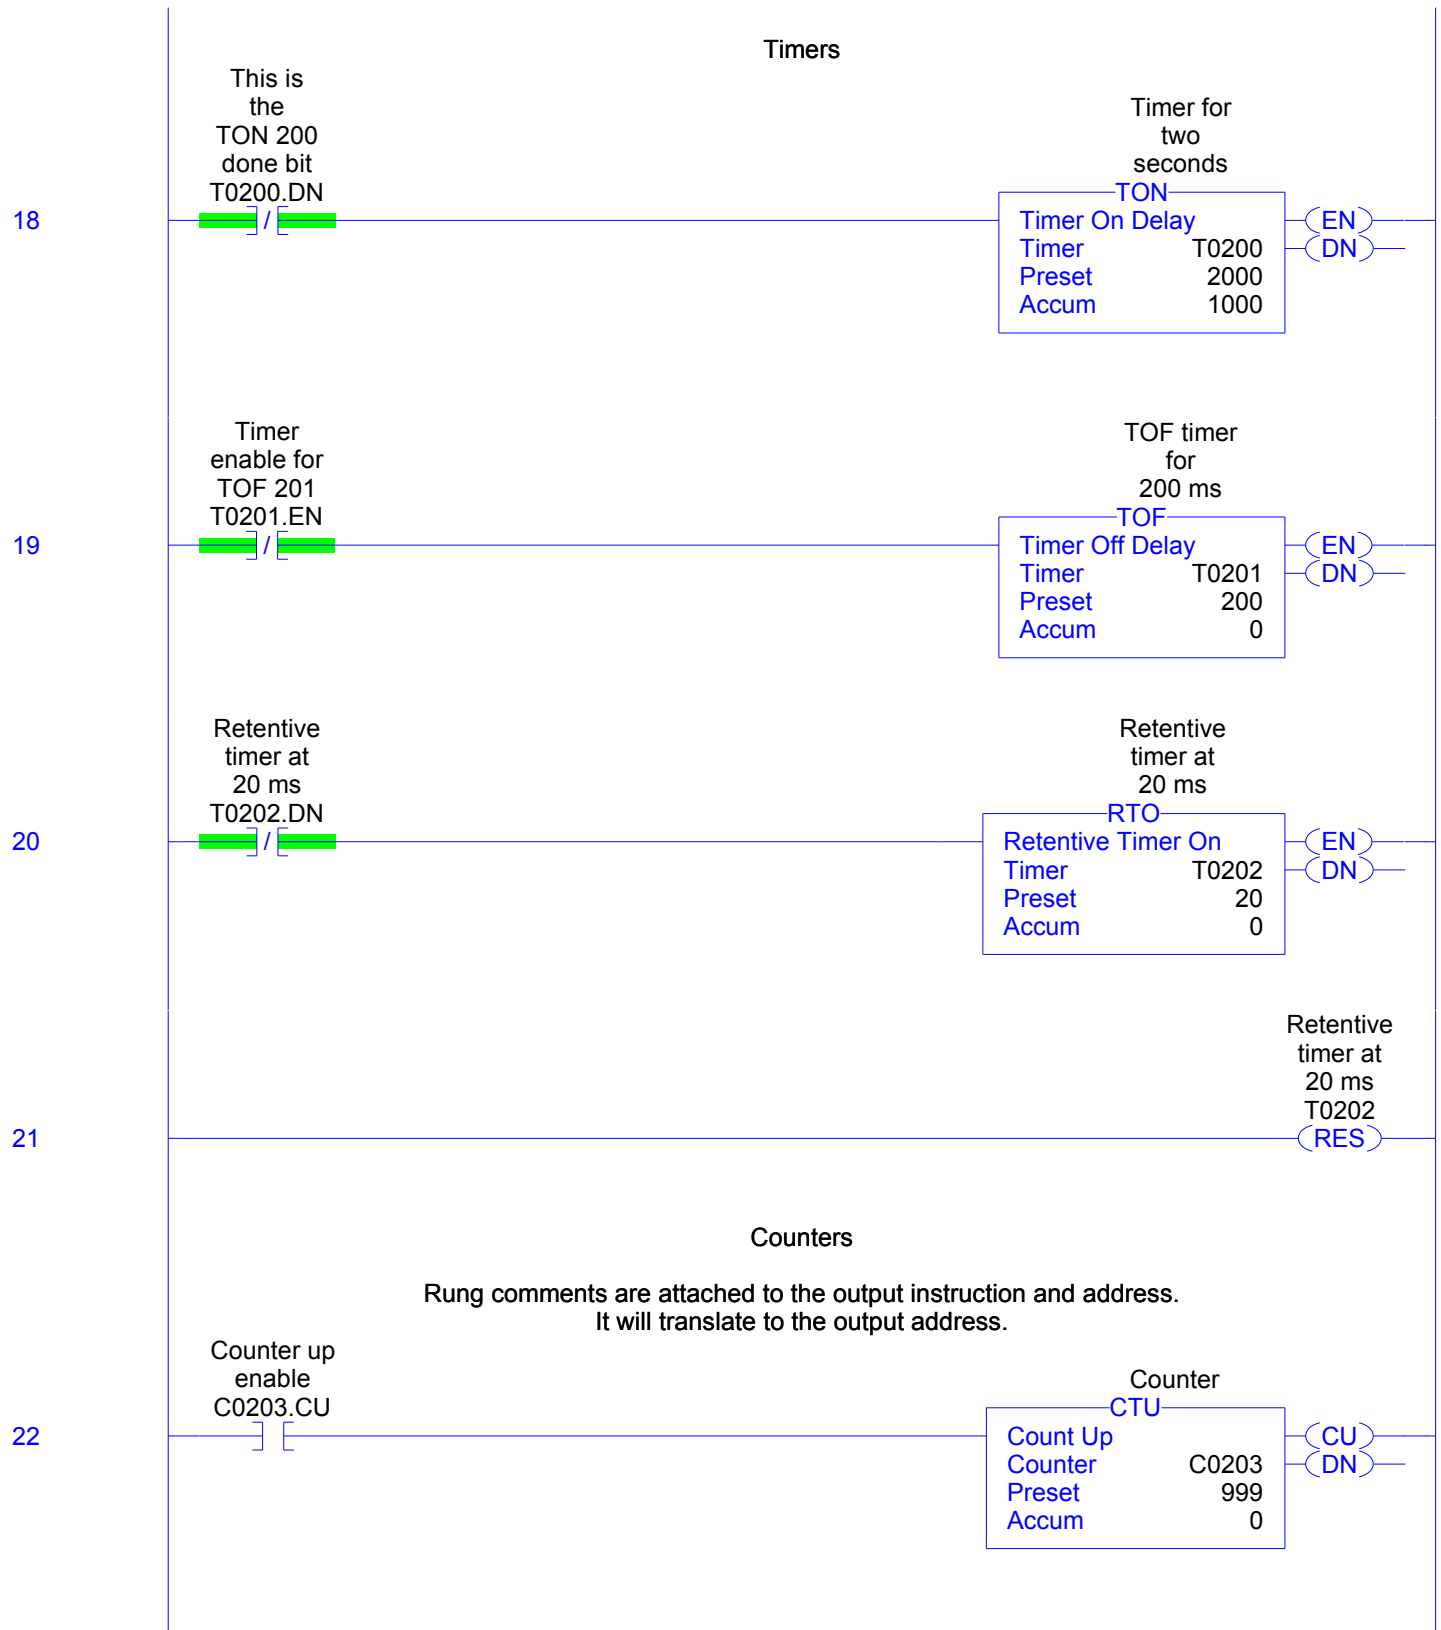 Timers
This is
the
TON 200
done bit
T0200.DN
Timer for
two
seconds
TON
18
/
Timer On Delay
Timer T0200
Preset 2000
Accum 1000
EN
DN
Timer
enable for
TOF 201
T0201.EN
TOF timer
for
200 ms
TOF
19
/
Timer Off Delay
Timer T0201
Preset 200
Accum 0
EN
DN
Retentive
timer at
20 ms
T0202.DN
Retentive
timer at
20 ms
RTO
20
/
Retentive Timer On
Timer T0202
Preset 20
Accum 0
EN
DN
Retentive
timer at
20 ms
T0202
21
RES
Counters
Rung comments are attached to the output instruction and address.
It will translate to the output address.
Counter up
enable
C0203.CU
Counter
CTU
22
Count Up
Counter C0203
Preset 999
Accum 0
CU
DN